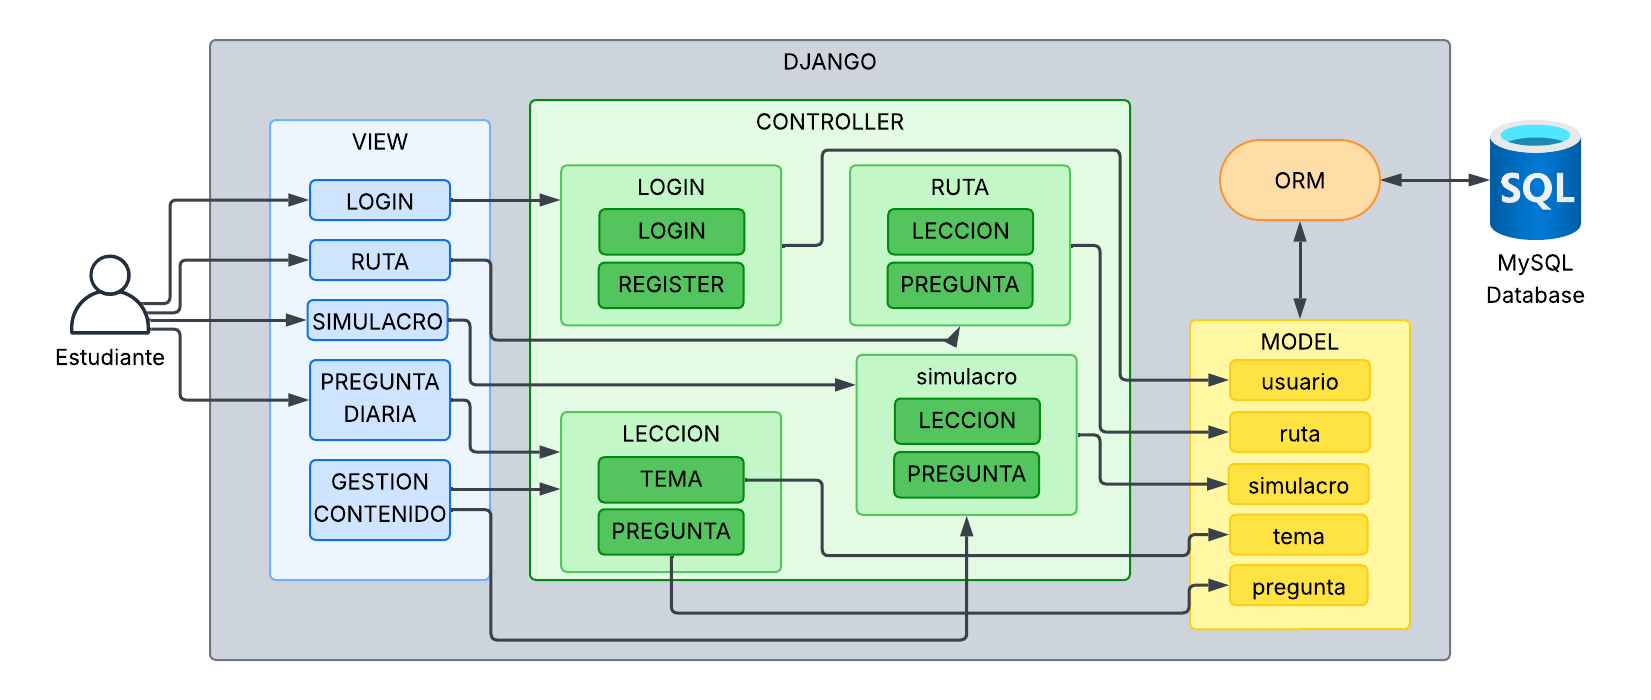 DJANGO
VIEW
LOGIN
RUTA
SIMULACRO
PREGUNTA
DIARIA
GESTION
CONTENIDO
Estudiante
CONTROLLER
LOGIN
LOGIN
REGISTER
RUTA
LECCION
PREGUNTA
LECCION
TEMA
PREGUNTA
simulacro
LECCION
PREGUNTA
ORM
MODEL
usuario
ruta
simulacro
tema
pregunta
SQL
MySQL
Database